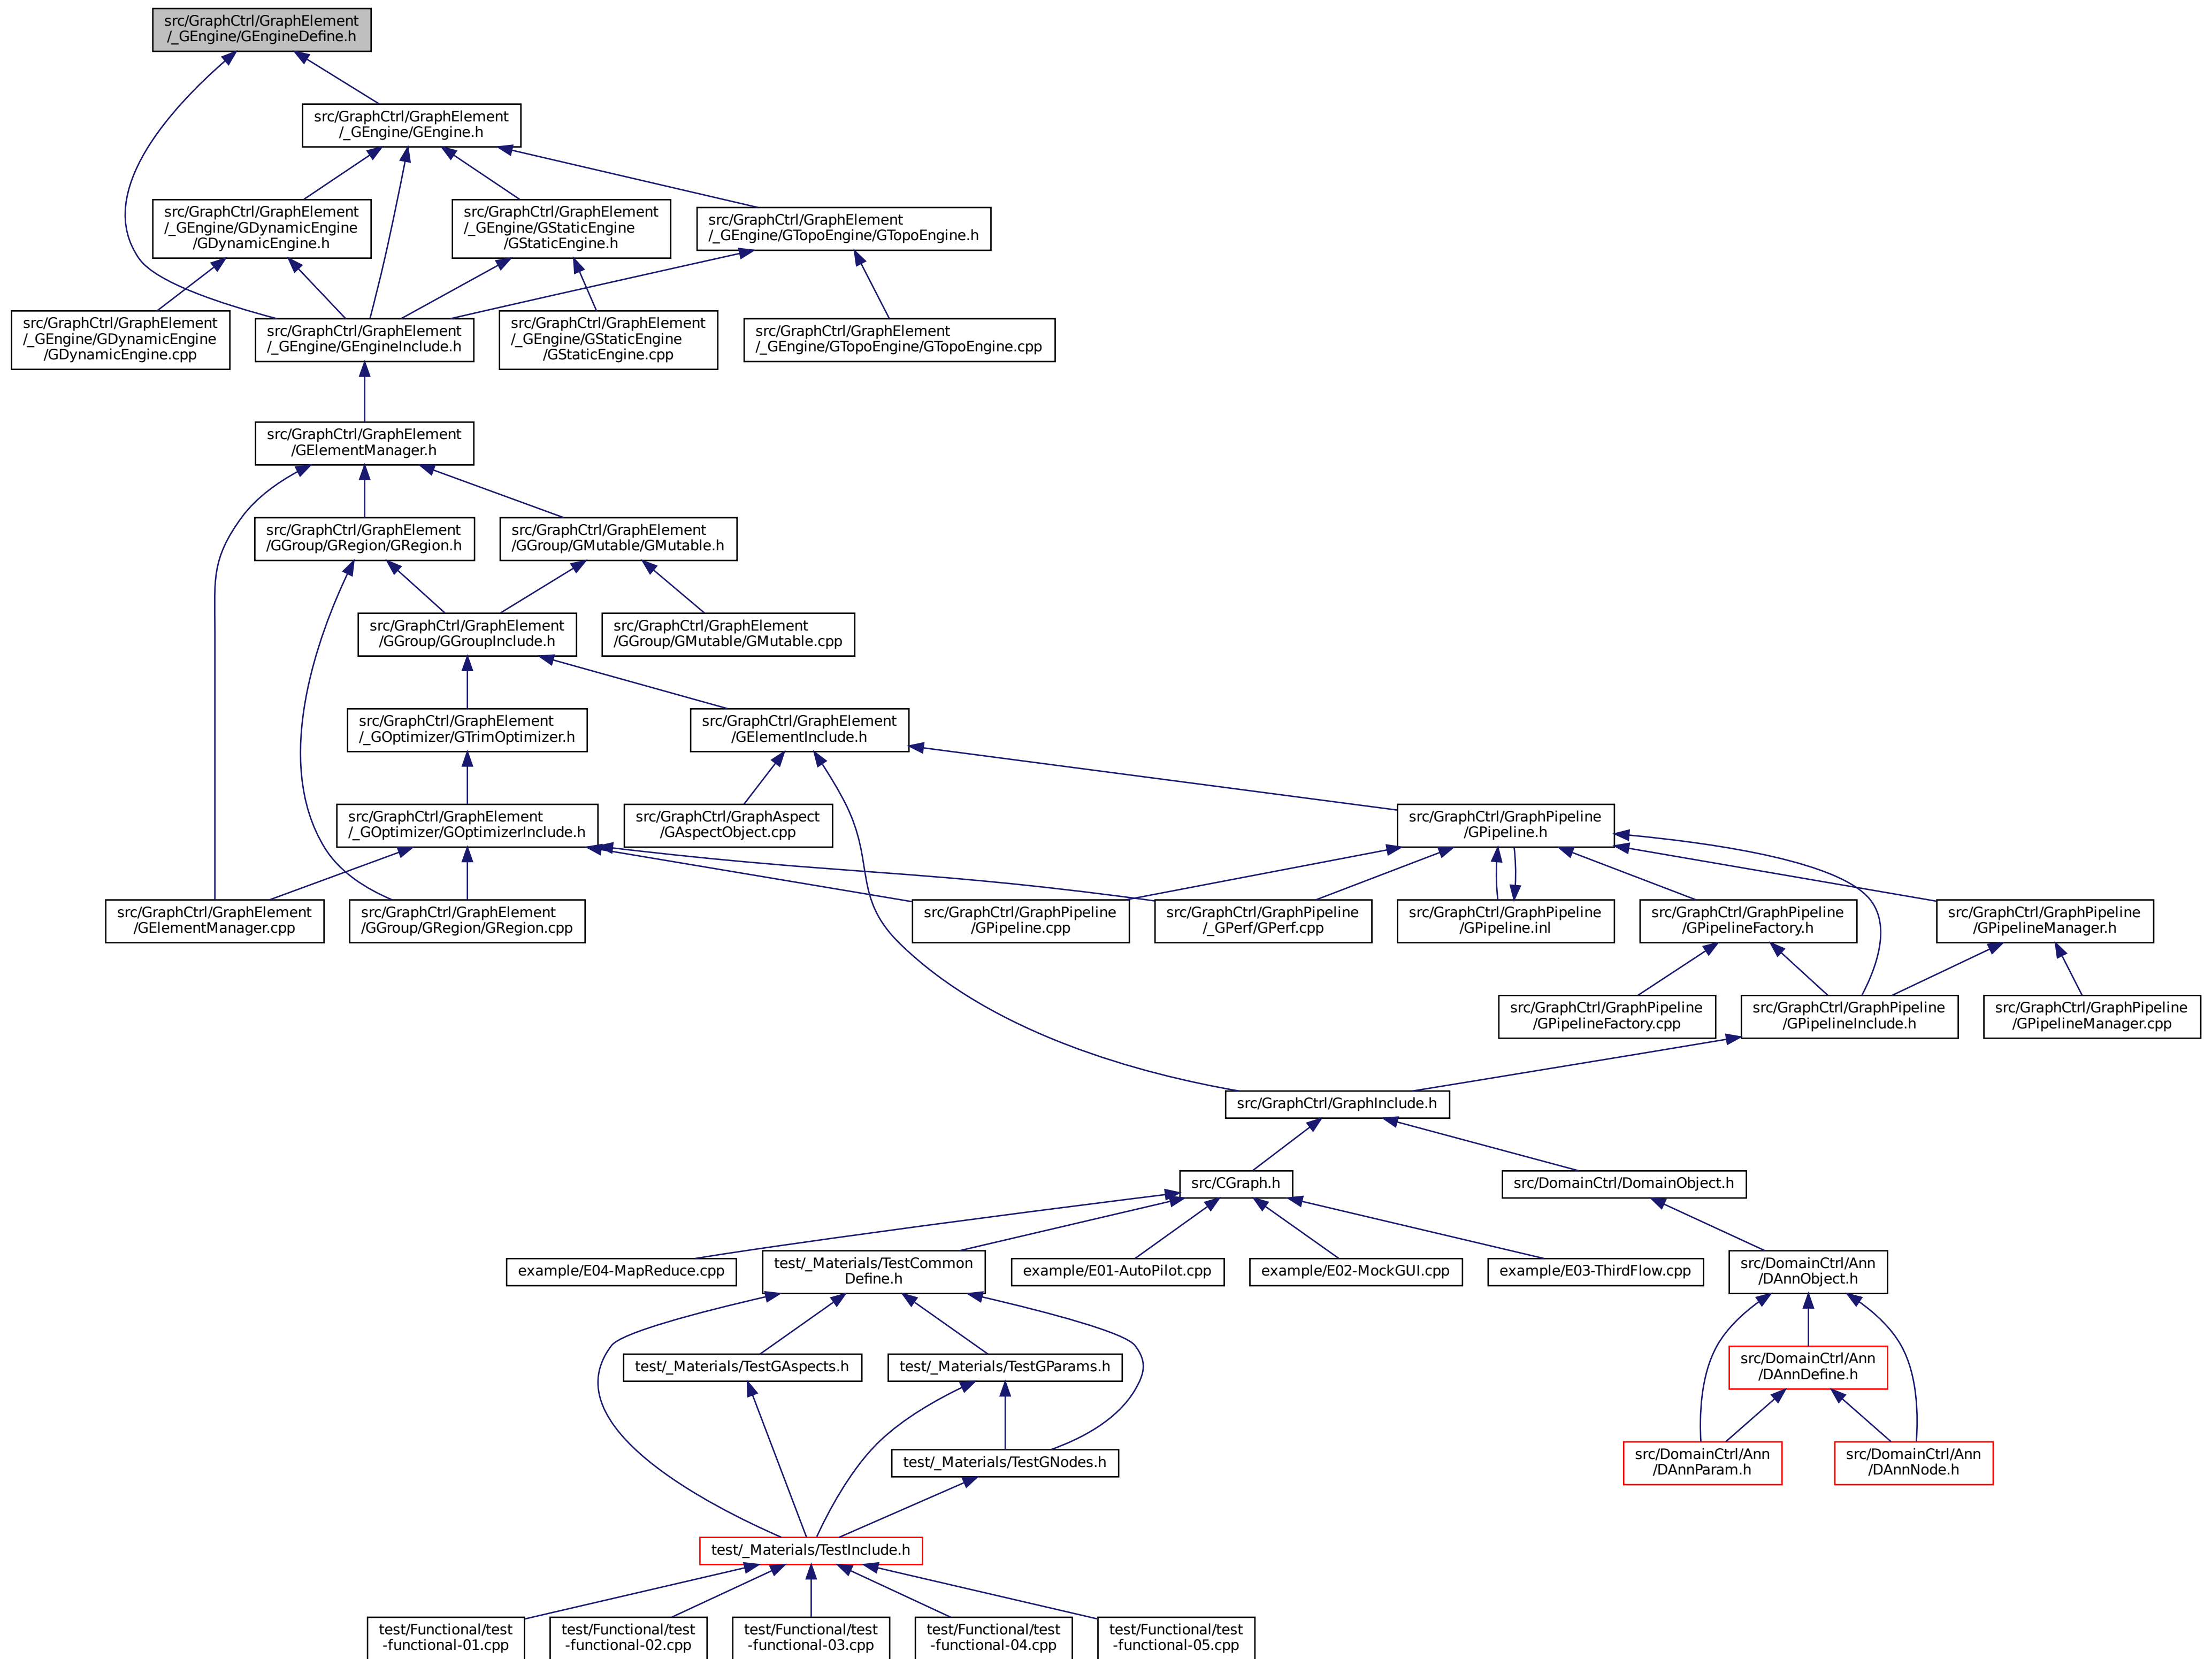 src/GraphCtrl/GraphElement
/_GEngine/GEngineDefine.h
src/GraphCtrl/GraphElement
/_GEngine/GEngine.h
src/GraphCtrl/GraphElement
/_GEngine/GDynamicEngine
/GDynamicEngine.h
src/GraphCtrl/GraphElement
/_GEngine/GStaticEngine
/GStaticEngine.h
src/GraphCtrl/GraphElement
/_GEngine/GTopoEngine/GTopoEngine.h
src/GraphCtrl/GraphElement
/_GEngine/GDynamicEngine
/GDynamicEngine.cpp
src/GraphCtrl/GraphElement
/_GEngine/GEngineInclude.h
src/GraphCtrl/GraphElement
/_GEngine/GStaticEngine
/GStaticEngine.cpp
src/GraphCtrl/GraphElement
/_GEngine/GTopoEngine/GTopoEngine.cpp
src/GraphCtrl/GraphElement
/GElementManager.h
src/GraphCtrl/GraphElement
/GGroup/GRegion/GRegion.h
src/GraphCtrl/GraphElement
/GGroup/GMutable/GMutable.h
src/GraphCtrl/GraphElement
/GGroup/GGroupInclude.h
src/GraphCtrl/GraphElement
/GGroup/GMutable/GMutable.cpp
src/GraphCtrl/GraphElement
/_GOptimizer/GTrimOptimizer.h
src/GraphCtrl/GraphElement
/GElementInclude.h
src/GraphCtrl/GraphElement
/_GOptimizer/GOptimizerInclude.h
src/GraphCtrl/GraphAspect
/GAspectObject.cpp
src/GraphCtrl/GraphPipeline
/GPipeline.h
src/GraphCtrl/GraphElement
/GElementManager.cpp
src/GraphCtrl/GraphElement
/GGroup/GRegion/GRegion.cpp
src/GraphCtrl/GraphPipeline
/GPipeline.cpp
src/GraphCtrl/GraphPipeline
/_GPerf/GPerf.cpp
src/GraphCtrl/GraphPipeline
/GPipeline.inl
src/GraphCtrl/GraphPipeline
/GPipelineFactory.h
src/GraphCtrl/GraphPipeline
/GPipelineManager.h
src/GraphCtrl/GraphPipeline
/GPipelineFactory.cpp
src/GraphCtrl/GraphPipeline
/GPipelineInclude.h
src/GraphCtrl/GraphPipeline
/GPipelineManager.cpp
src/GraphCtrl/GraphInclude.h
src/CGraph.h
src/DomainCtrl/DomainObject.h
example/E04-MapReduce.cpp
test/_Materials/TestCommon
Define.h
example/E01-AutoPilot.cpp
example/E02-MockGUI.cpp
example/E03-ThirdFlow.cpp
src/DomainCtrl/Ann
/DAnnObject.h
test/_Materials/TestGAspects.h
test/_Materials/TestGParams.h
src/DomainCtrl/Ann
/DAnnDefine.h
test/_Materials/TestGNodes.h
src/DomainCtrl/Ann
/DAnnParam.h
src/DomainCtrl/Ann
/DAnnNode.h
test/_Materials/TestInclude.h
test/Functional/test
-functional-01.cpp
test/Functional/test
-functional-02.cpp
test/Functional/test
-functional-03.cpp
test/Functional/test
-functional-04.cpp
test/Functional/test
-functional-05.cpp